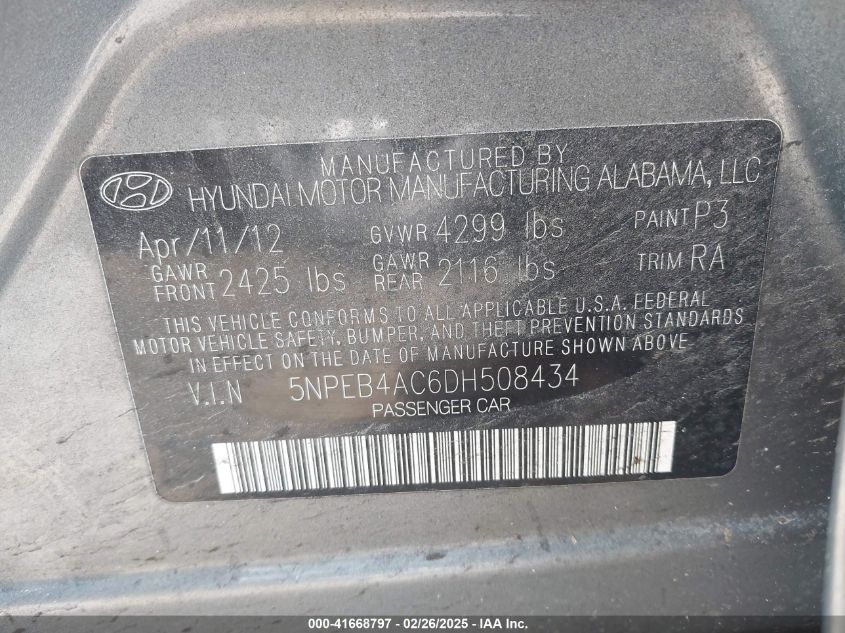 MANUFACTURED BY
HYUNDAI MOTOR MANUFACTURING ALABAMA, LLC
Apr/11/12 GVWR 4299 lbs PAINT P3
GAWR FRONT 2425 lbs GAWR REAR 2116 lbs TRIM RA
THIS VEHICLE CONFORMS TO ALL APPLICABLE U.S.A. FEDERAL
MOTOR VEHICLE SAFETY, BUMPER, AND THEFT PREVENTION STANDARDS
IN EFFECT ON THE DATE OF MANUFACTURE SHOWN ABOVE
V.I.N 5NPEB4AC6DH508434
PASSENGER CAR
000-41668797 - 02/26/2025 - IAA Inc.